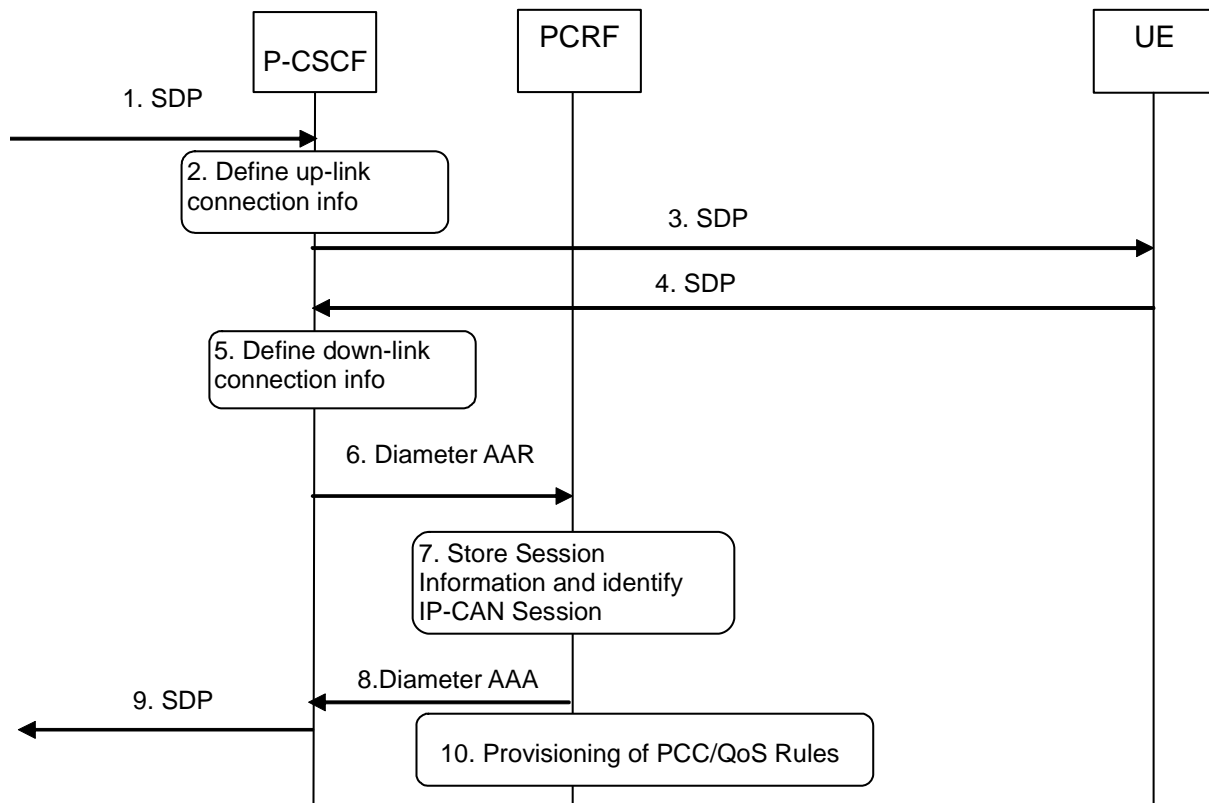 P-CSCF
PCRF
UE
1. SDP
2. Define up-link
connection info
3. SDP
4. SDP
5. Define down-link
connection info
6. Diameter AAR
7. Store Session
Information and identify
IP-CAN Session
8.Diameter AAA
9. SDP
10. Provisioning of PCC/QoS Rules